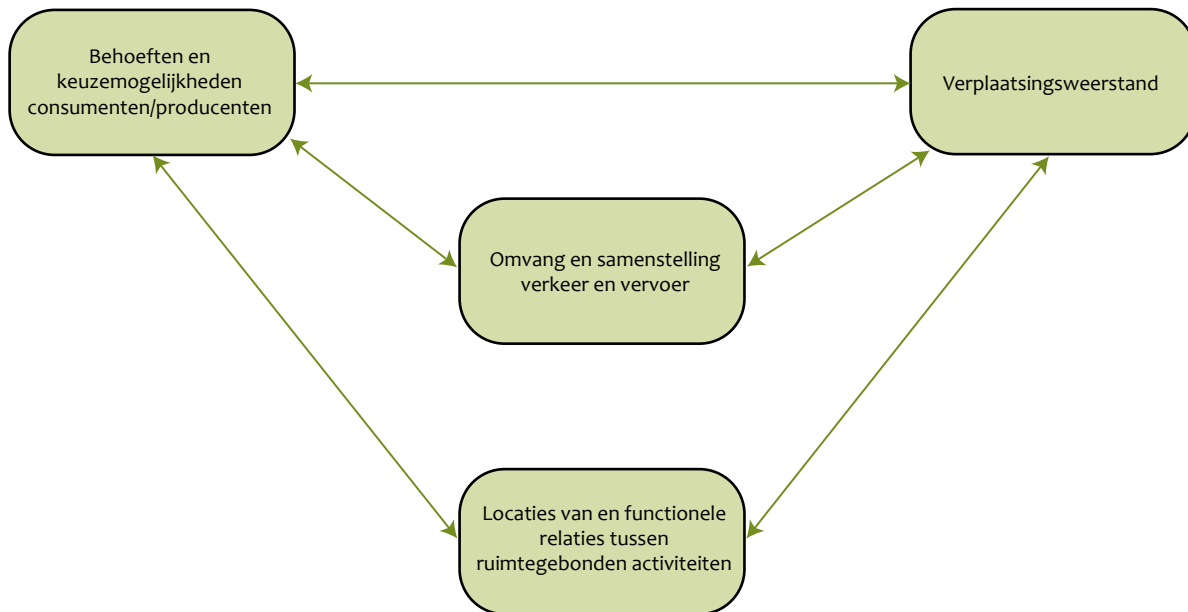 Behoeften en
keuzemogelijkheden
consumenten/producenten
Verplaatsingsweerstand
Omvang en samenstelling
verkeer en vervoer
Locaties van en functionele
relaties tussen
ruimtegebonden activiteiten